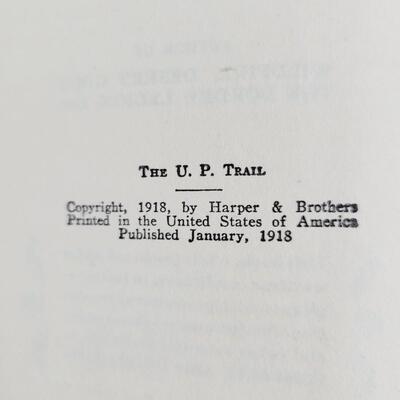 The U. P. Trail
Copyright, 1918, by Harper & Brothers
Printed in the United States of America
Published January, 1918